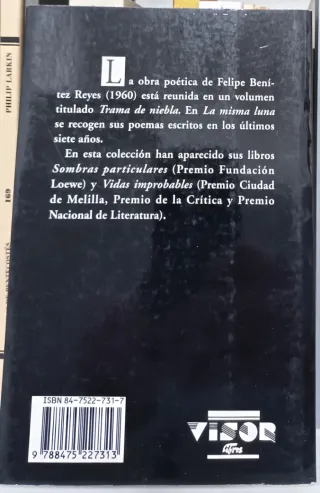 La obra poética de Felipe Bení-
tez Reyes (1960) está reunida en un volumen
titulado Trama de niebla. En La misma luna
se recogen sus poemas escritos en los últimos
siete años.
En esta colección han aparecido sus libros
Sombras particulares (Premio Fundación
Loewe) y Vidas improbables (Premio Ciudad
de Melilla, Premio de la Crítica y Premio
Nacional de Literatura).
ISBN 84-7522-731-7
9 788475 227313
VISOR
libros
PHILIP LARKIN
169